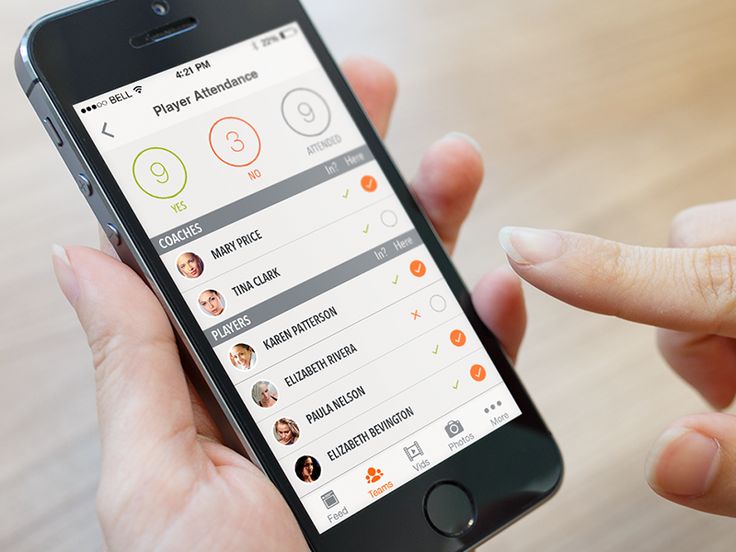 BELL 4:21 PM 22%
Player Attendance
9 3 9
YES NO ATTENDED
COACHES In? Here
MARY PRICE
TINA CLARK
PLAYERS In? Here
KAREN PATTERSON
ELIZABETH RIVERA
PAULA NELSON
ELIZABETH BEVINGTON
Feed Teams Vids Photos More